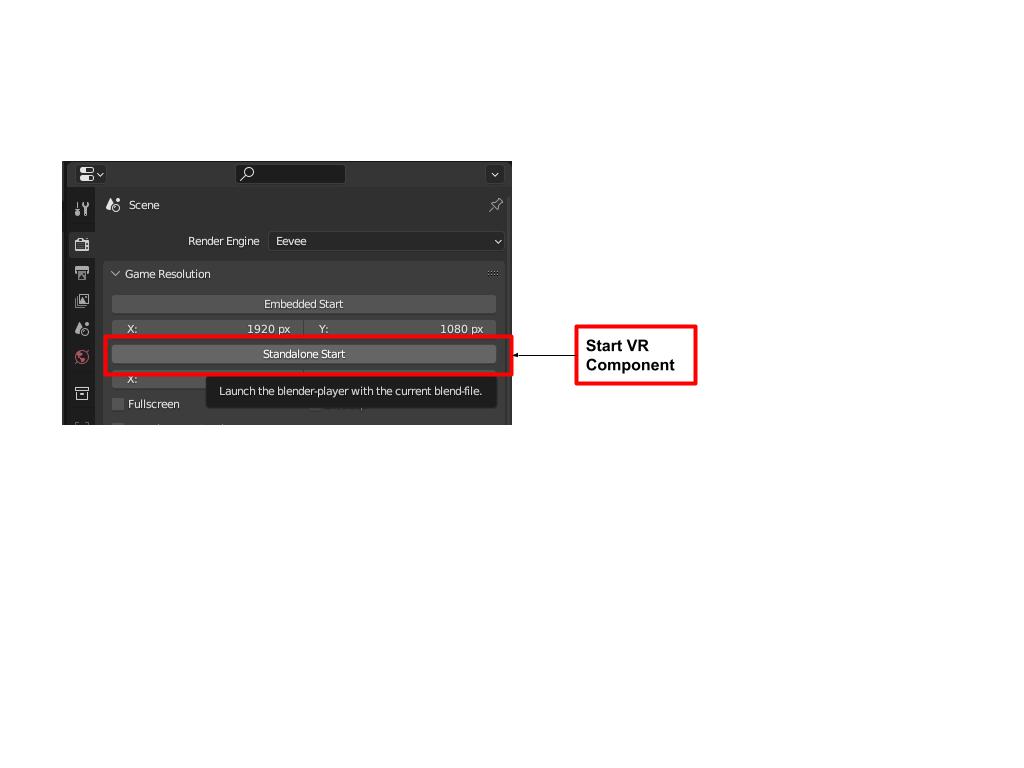 Scene
Render Engine Eevee
Game Resolution
Embedded Start
X: 1920 px Y: 1080 px
Standalone Start
X:
Launch the blender-player with the current blend-file.
Fullscreen
Start VR
Component